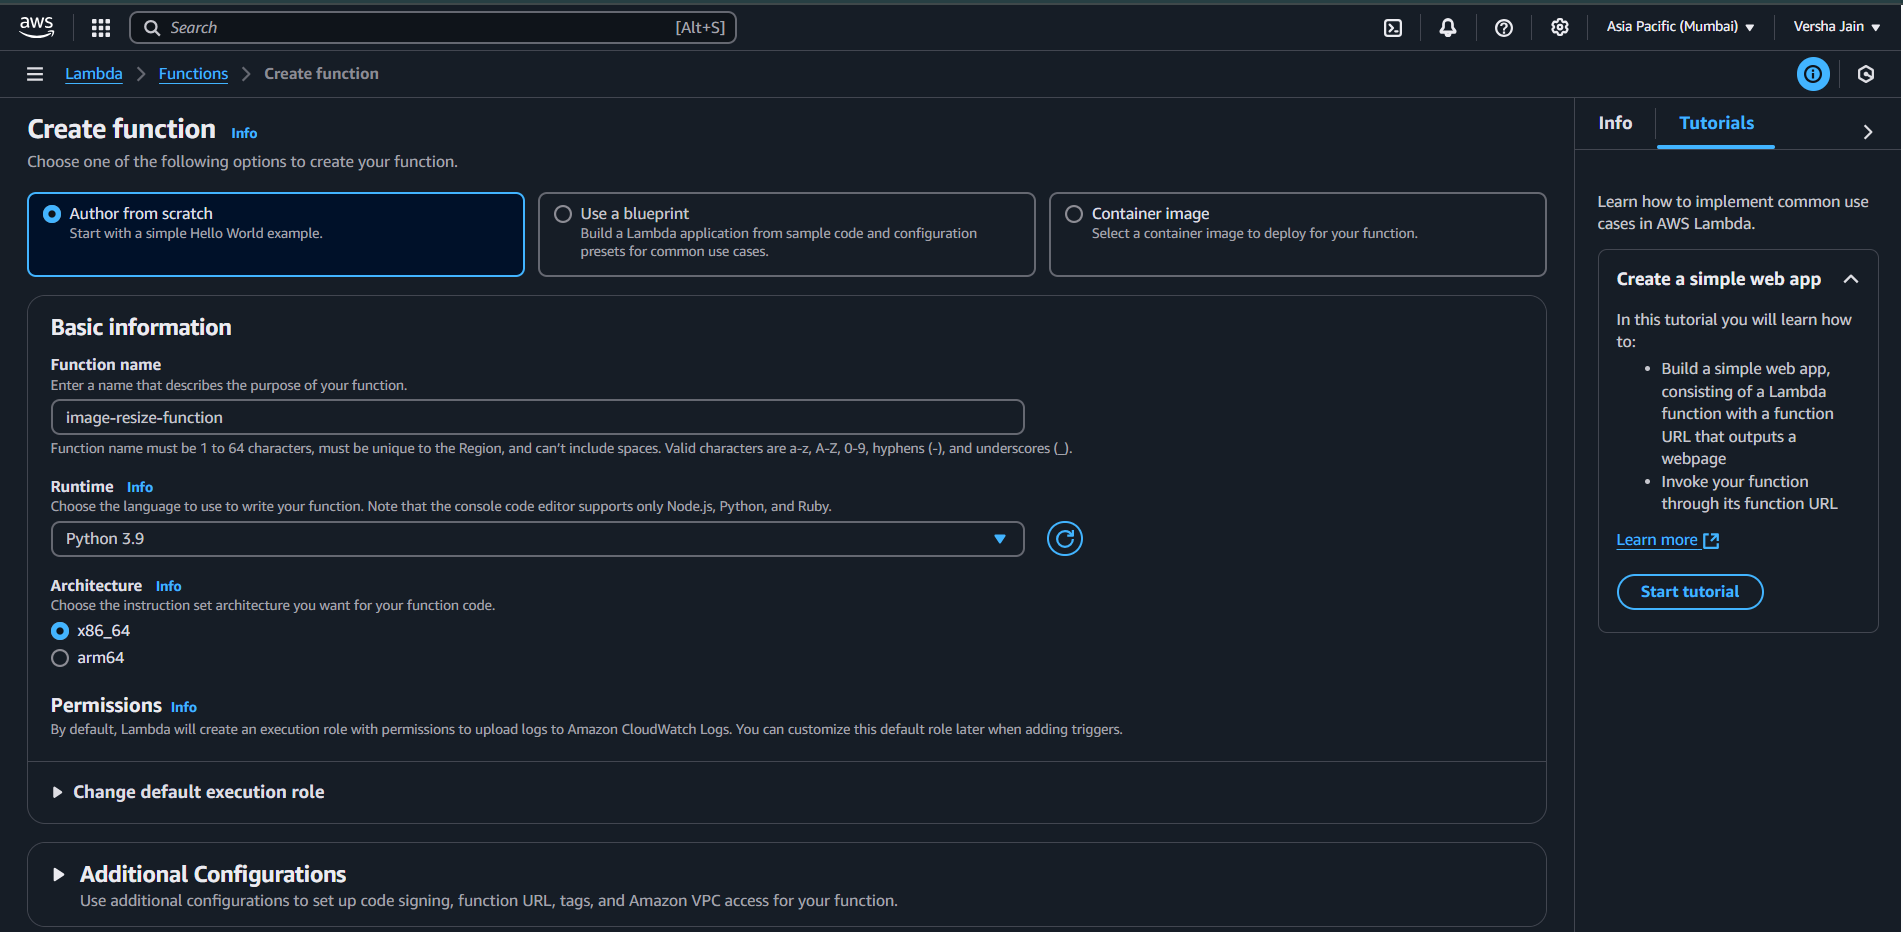 aws
Search [Alt+S]
Asia Pacific (Mumbai)
Versha Jain
Lambda
Functions
Create function
Create function Info
Choose one of the following options to create your function.
Author from scratch
Start with a simple Hello World example.
Use a blueprint
Build a Lambda application from sample code and configuration
presets for common use cases.
Container image
Select a container image to deploy for your function.
Basic information
Function name
Enter a name that describes the purpose of your function.
image-resize-function
Function name must be 1 to 64 characters, must be unique to the Region, and can't include spaces. Valid characters are a-z, A-Z, 0-9, hyphens (-), and underscores (_).
Runtime Info
Choose the language to use to write your function. Note that the console code editor supports only Node.js, Python, and Ruby.
Python 3.9
Architecture Info
Choose the instruction set architecture you want for your function code.
x86_64
arm64
Permissions Info
By default, Lambda will create an execution role with permissions to upload logs to Amazon CloudWatch Logs. You can customize this default role later when adding triggers.
Change default execution role
Additional Configurations
Use additional configurations to set up code signing, function URL, tags, and Amazon VPC access for your function.
Info
Tutorials
Learn how to implement common use
cases in AWS Lambda.
Create a simple web app
In this tutorial you will learn how
to:
• Build a simple web app,
consisting of a Lambda
function with a function
URL that outputs a
webpage
• Invoke your function
through its function URL
Learn more
Start tutorial